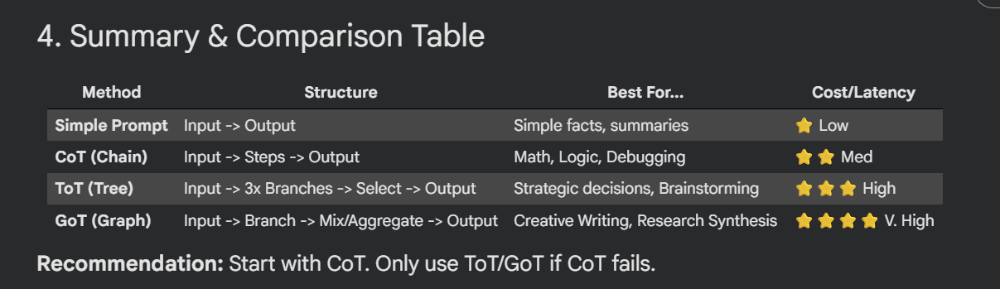 4. Summary & Comparison Table
Method Structure Best For... Cost/Latency
Simple Prompt Input -> Output Simple facts, summaries ⭐ Low
CoT (Chain) Input -> Steps -> Output Math, Logic, Debugging ⭐⭐ Med
ToT (Tree) Input -> 3x Branches -> Select -> Output Strategic decisions, Brainstorming ⭐⭐⭐ High
GoT (Graph) Input -> Branch -> Mix/Aggregate -> Output Creative Writing, Research Synthesis ⭐⭐⭐⭐ V. High
Recommendation: Start with CoT. Only use ToT/GoT if CoT fails.